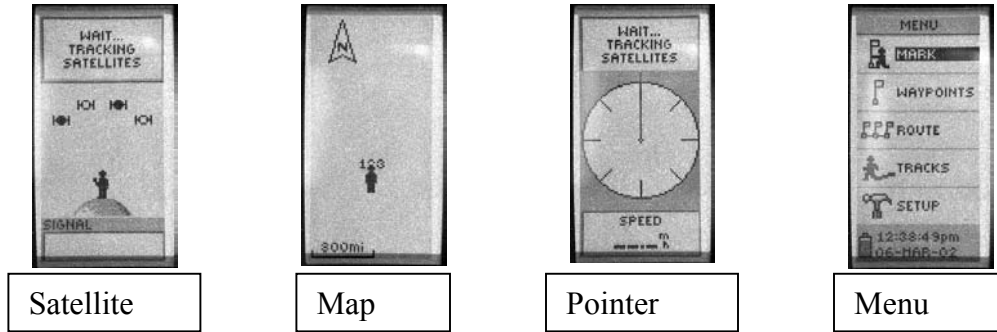 WAIT...
TRACKING
SATELLITES
SIGNAL
Satellite
N
123
800mi
Map
WAIT...
TRACKING
SATELLITES
SPEED
m
h
Pointer
MENU
MARK
WAYPOINTS
ROUTE
TRACKS
SETUP
12:38:49pm
06-MAR-02
Menu